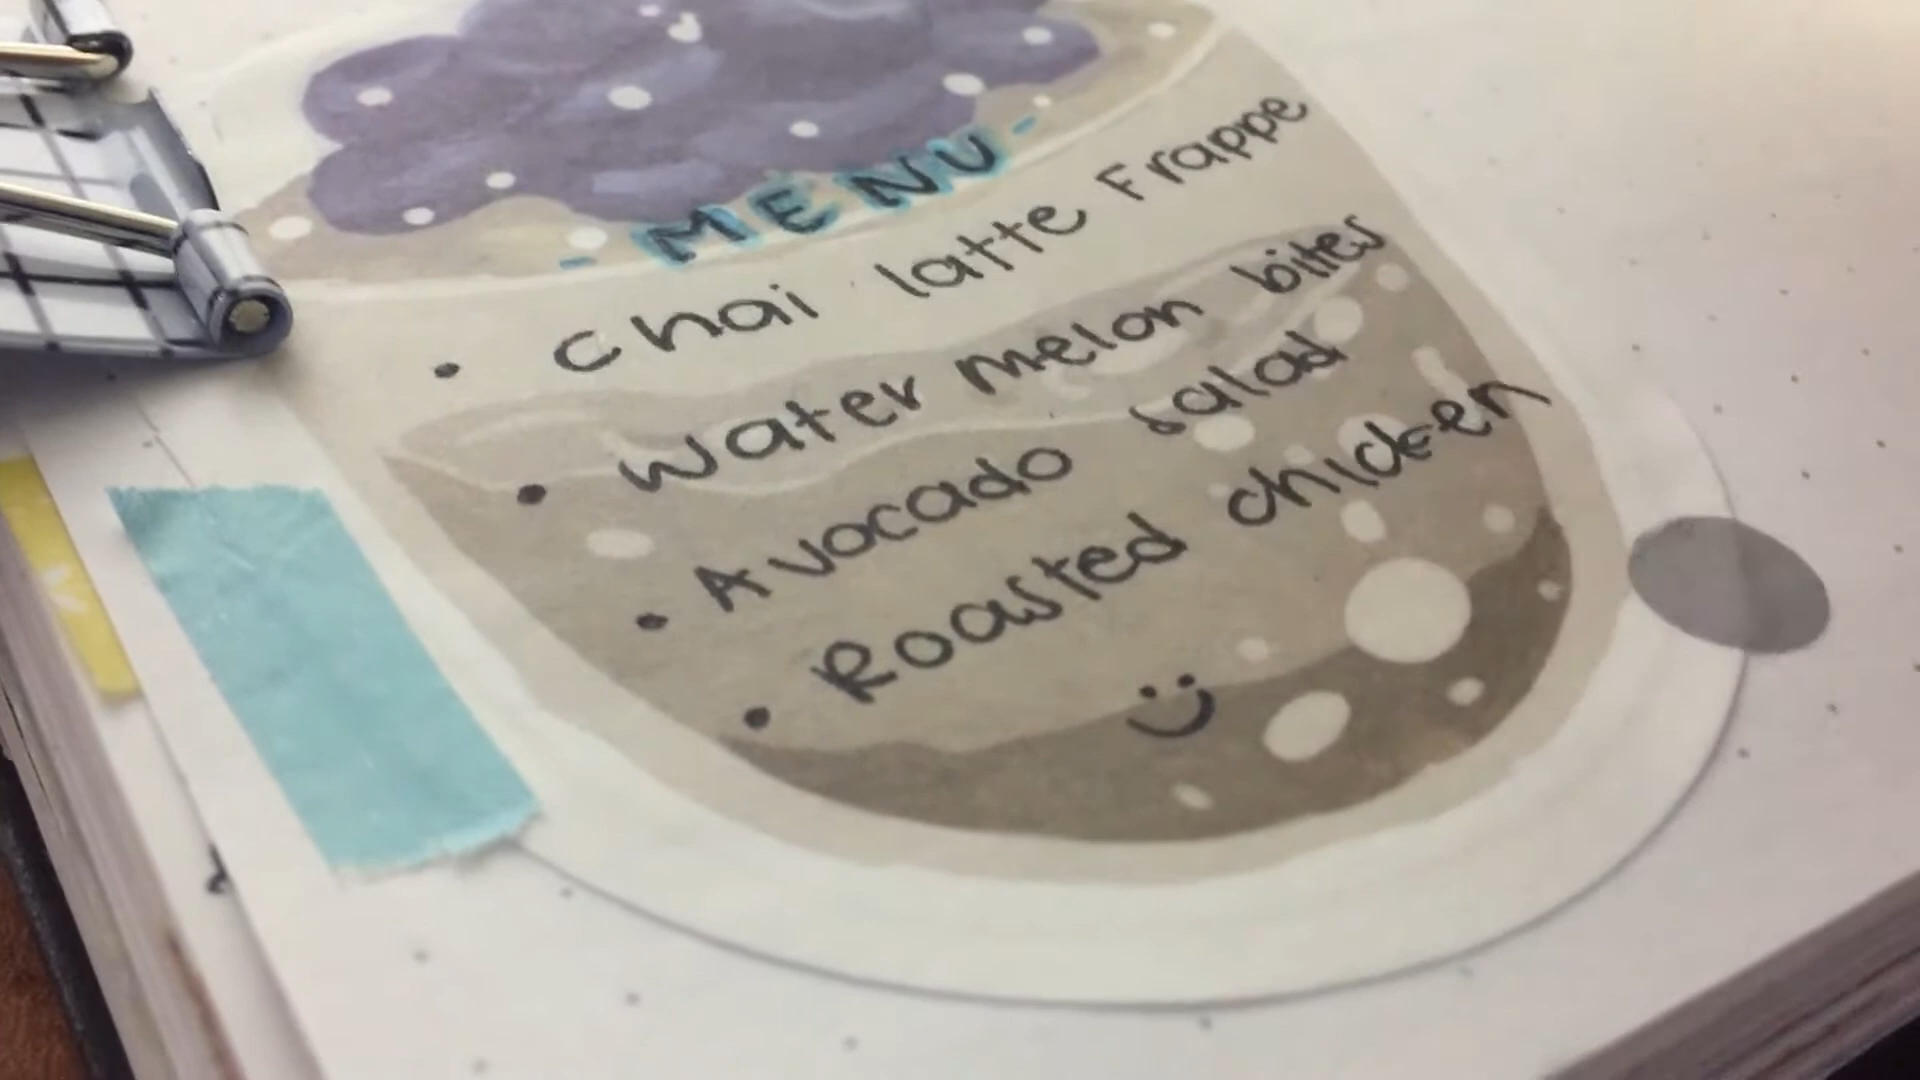 - MENU -
• Chai latte Frappe
• Water melon bites
• Avocado salad
• Roasted chicken